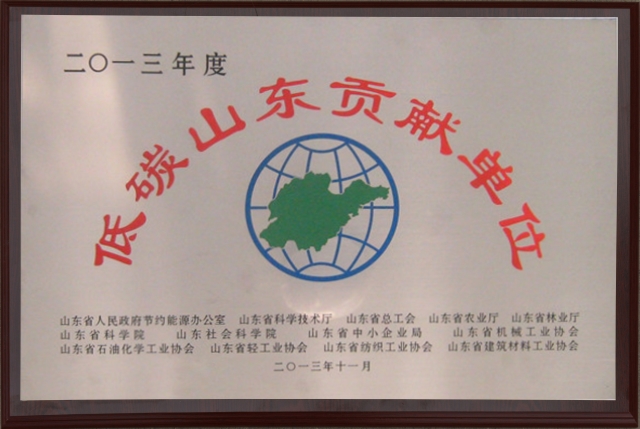 二〇一三年度
低碳山东贡献单位
山东省人民政府节约能源办公室 山东省科学技术厅 山东省总工会 山东省农业厅 山东省林业厅
山东省科学院 山东社会科学院 山东省中小企业局 山东省机械工业协会
山东省石油化学工业协会 山东省轻工业协会 山东省纺织工业协会 山东省建筑材料工业协会
二〇一三年十一月